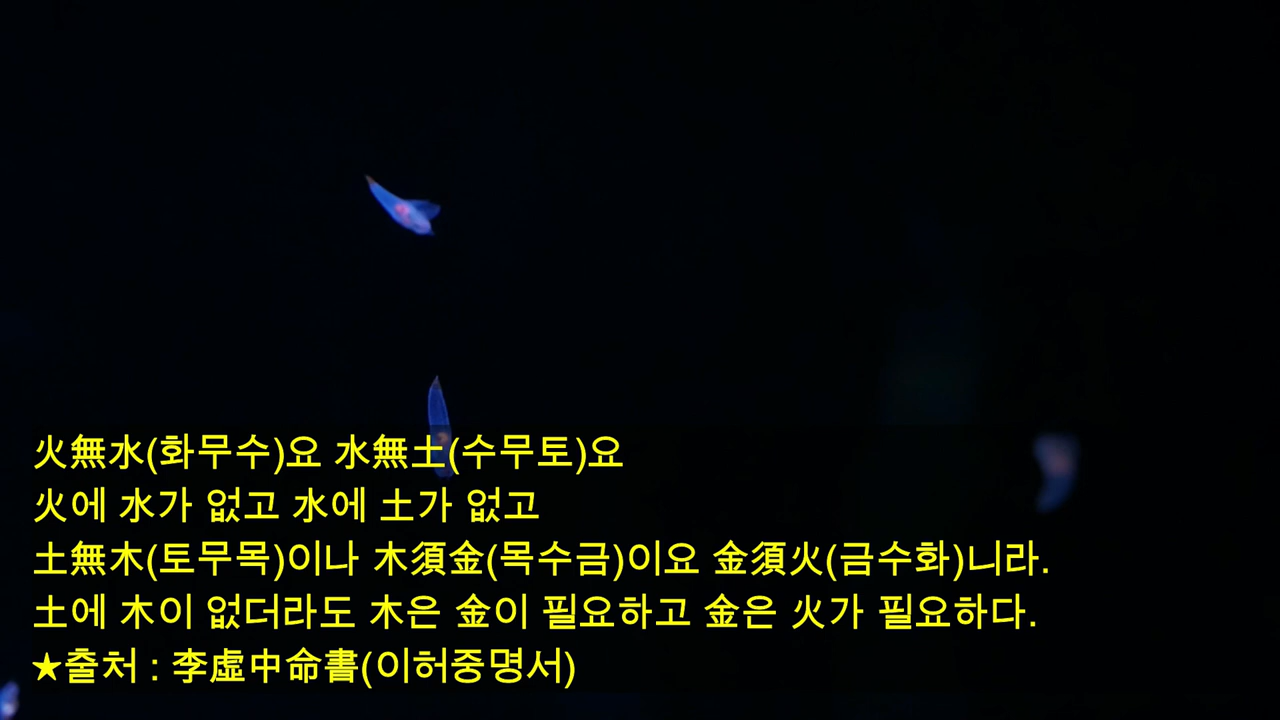 火無水(화무수)요 水無土(수무토)요
火에 水가 없고 水에 土가 없고
土無木(토무목)이나 木須金(목수금)이요 金須火(금수화)니라.
土에 木이 없더라도 木은 金이 필요하고 金은 火가 필요하다.
★출처 : 李虛中命書(이허중명서)